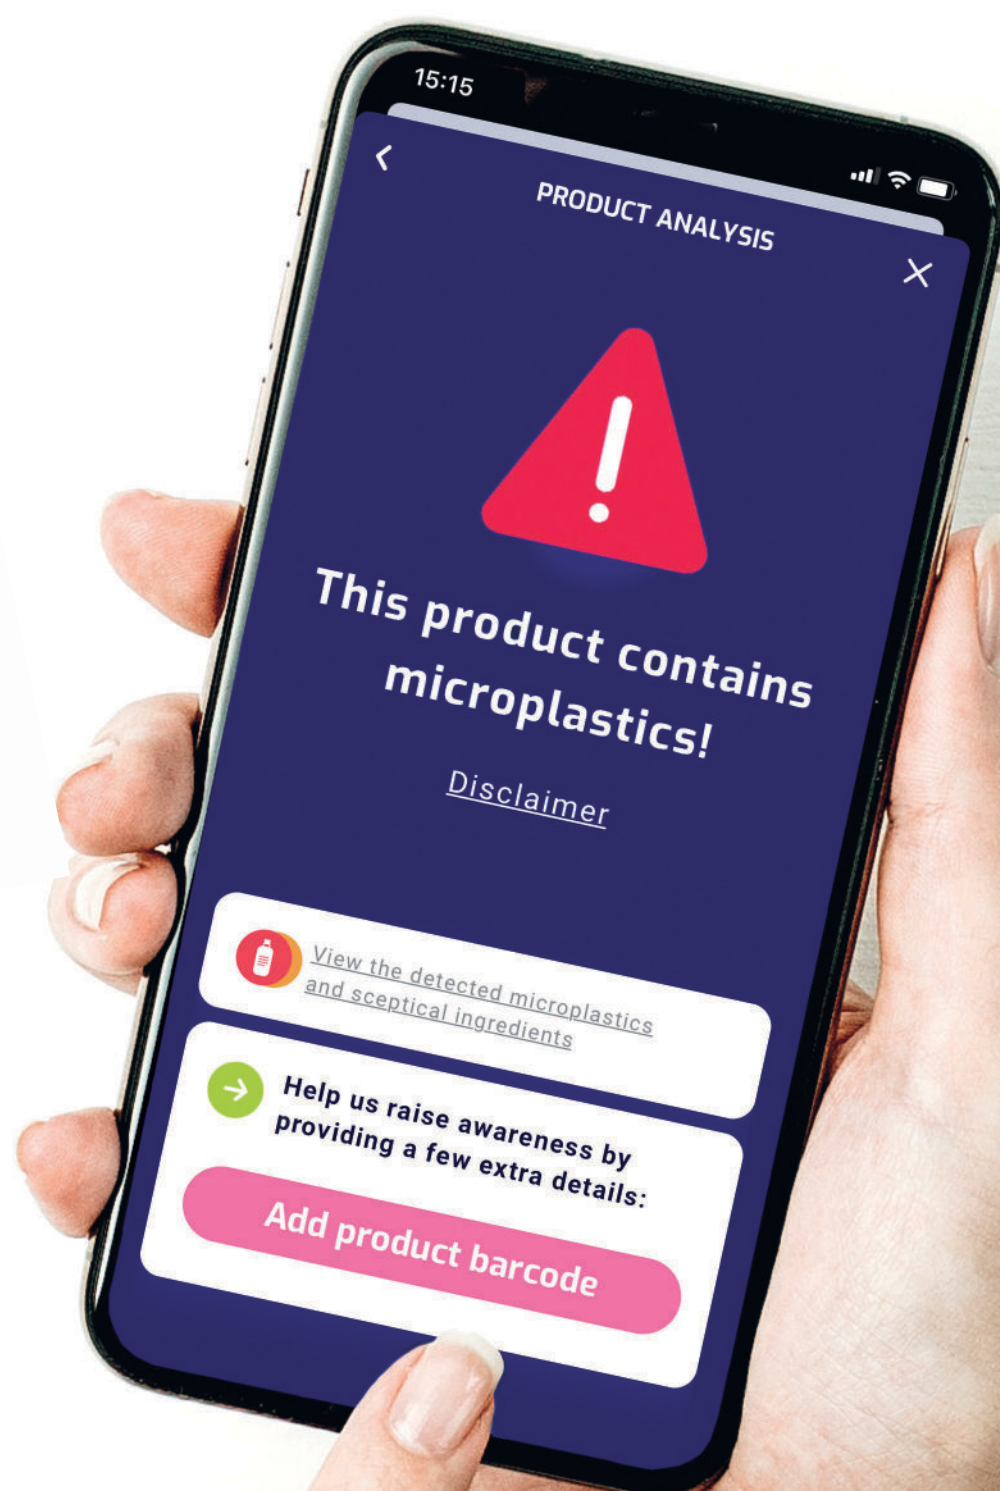 15:15
PRODUCT ANALYSIS
This product contains
microplastics!
Disclaimer
View the detected microplastics
and sceptical ingredients
Help us raise awareness by
providing a few extra details:
Add product barcode